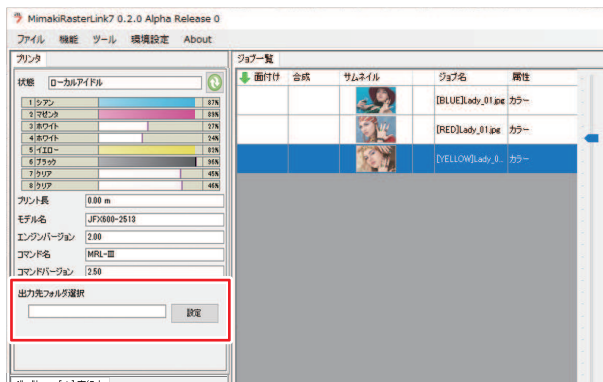 MimakiRasterLink7 0.2.0 Alpha Release 0
ファイル 機能 ツール 環境設定 About
プリンタ
状態 ローカルアイドル
1 シアン 87%
2 マゼンタ 89%
3 ホワイト 27%
4 ホワイト 24%
5 イエロー 83%
6 ブラック 96%
7 クリア 45%
8 クリア 46%
プリント長 0.00 m
モデル名 JFX600-2513
エンジンバージョン 2.00
コマンド名 MRL-Ⅲ
コマンドバージョン 2.50
出力先フォルダ選択
設定
ジョブ一覧
面付け 合成 サムネイル ジョブ名 属性
[BLUE]Lady_01.jpg カラー
[RED]Lady_01.jpg カラー
[YELLOW]Lady_0... カラー